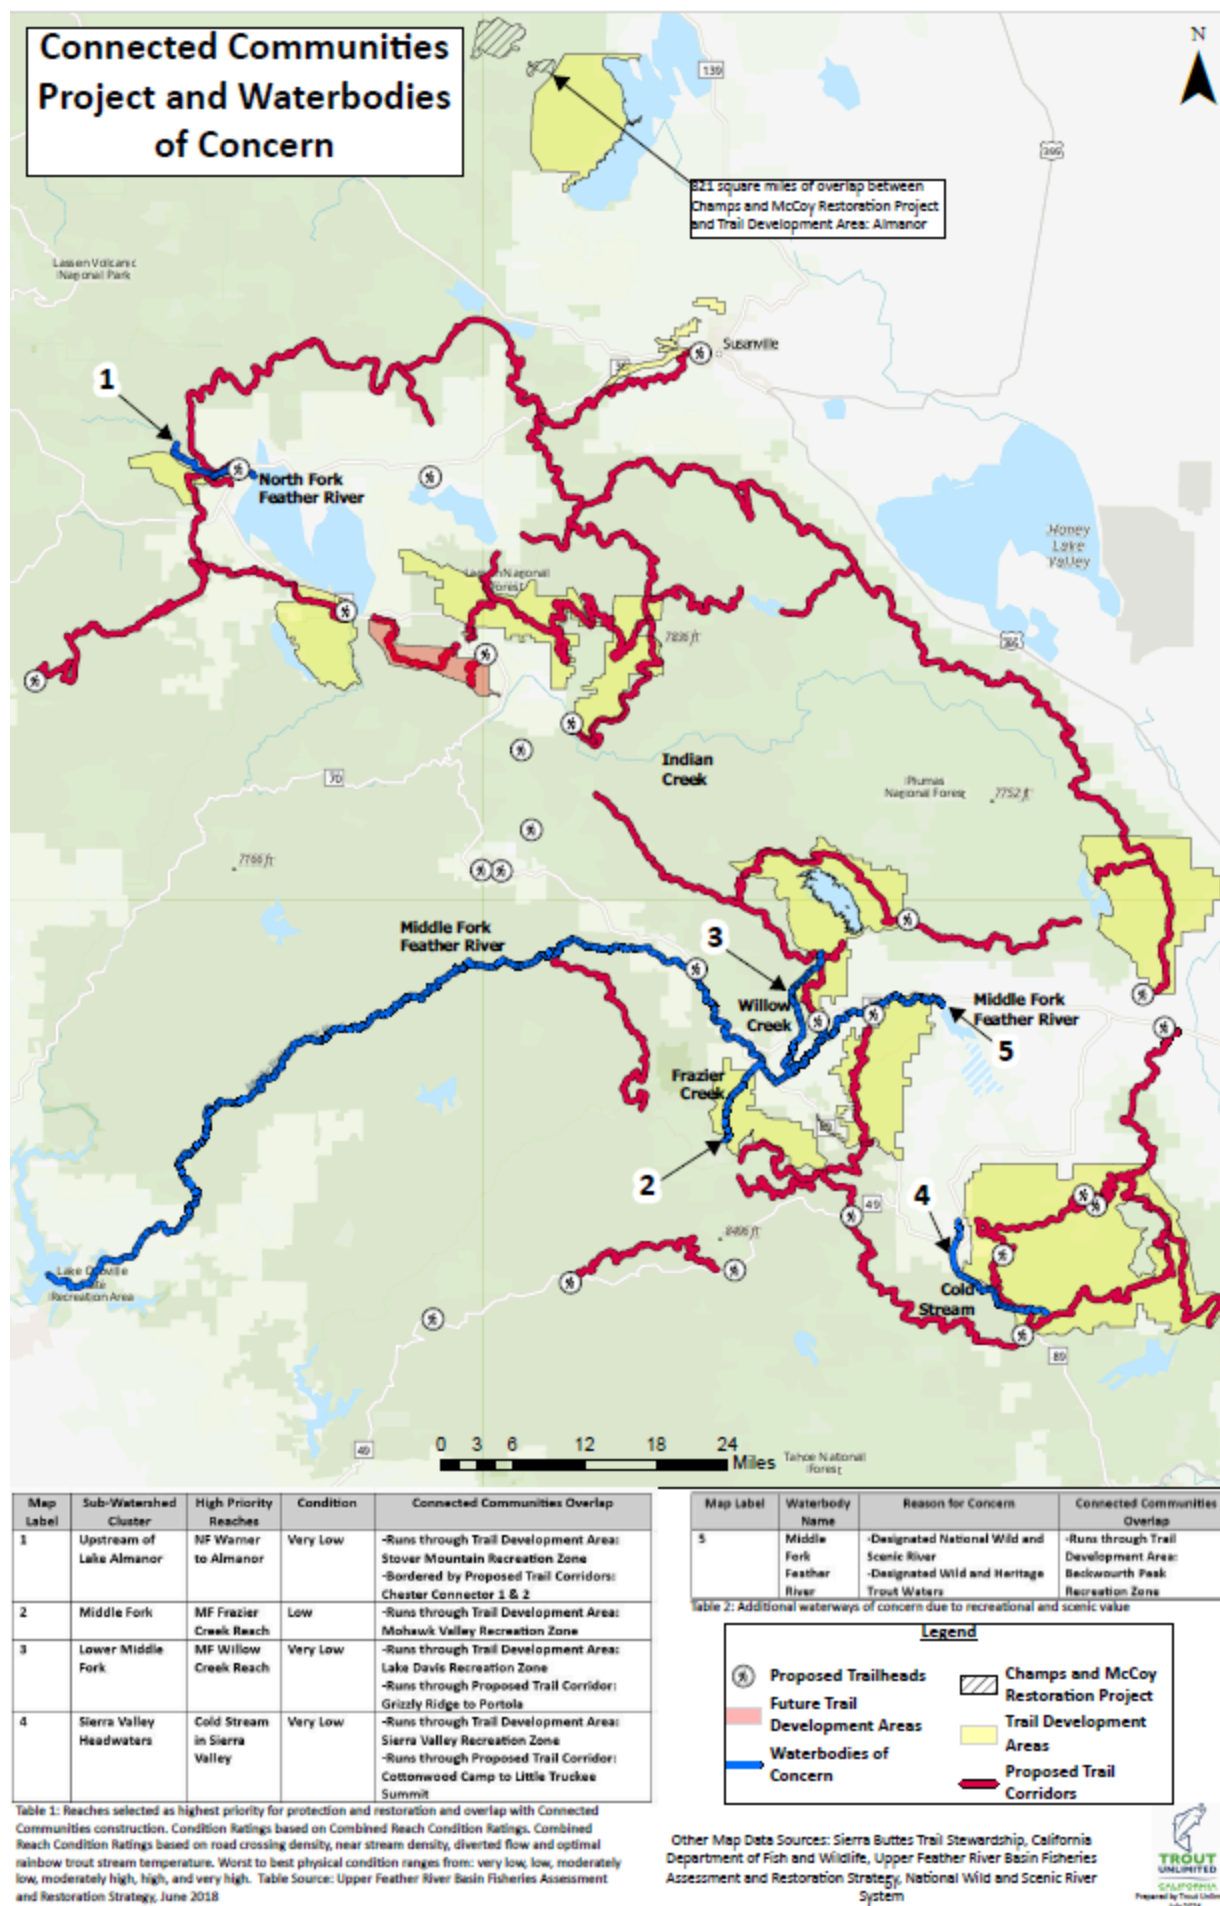 Connected Communities
Project and Waterbodies
of Concern
N
139
395
821 square miles of overlap between
Champs and McCoy Restoration Project
and Trail Development Area: Almanor
Lassen Volcanic
National Park
Susanville
36
1
North Fork
Feather River
Honey
Lake
Valley
Lassen National
Forest
395
7836 ft
Indian
Creek
Plumas
National Forest
7752 ft
70
7166 ft
Middle Fork
Feather River
3
Willow
Creek
Middle Fork
Feather River
5
Frazier
Creek
89
2
4
49
8486 ft
Lake Oroville
State
Recreation Area
Cold
Stream
89
49
0 3 6 12 18 24
Miles
Tahoe National
Forest
Map Label Sub-Watershed Cluster High Priority Reaches Condition Connected Communities Overlap
1 Upstream of Lake Almanor NF Warner to Almanor Very Low -Runs through Trail Development Area:
Stover Mountain Recreation Zone
-Bordered by Proposed Trail Corridors:
Chester Connector 1 & 2
2 Middle Fork MF Frazier Creek Reach Low -Runs through Trail Development Area:
Mohawk Valley Recreation Zone
3 Lower Middle Fork MF Willow Creek Reach Very Low -Runs through Trail Development Area:
Lake Davis Recreation Zone
-Runs through Proposed Trail Corridor:
Grizzly Ridge to Portola
4 Sierra Valley Headwaters Cold Stream in Sierra Valley Very Low -Runs through Trail Development Area:
Sierra Valley Recreation Zone
-Runs through Proposed Trail Corridor:
Cottonwood Camp to Little Truckee
Summit
Table 1: Reaches selected as highest priority for protection and restoration and overlap with Connected
Communities construction. Condition Ratings based on Combined Reach Condition Ratings. Combined
Reach Condition Ratings based on road crossing density, near stream density, diverted flow and optimal
rainbow trout stream temperature. Worst to best physical condition ranges from: very low, low, moderately
low, moderately high, high, and very high. Table Source: Upper Feather River Basin Fisheries Assessment
and Restoration Strategy, June 2018
Map Label Waterbody Name Reason for Concern Connected Communities Overlap
5 Middle Fork Feather River -Designated National Wild and
Scenic River
-Designated Wild and Heritage
Trout Waters
-Runs through Trail
Development Area:
Beckwourth Peak
Recreation Zone
Table 2: Additional waterways of concern due to recreational and scenic value
Legend
Proposed Trailheads
Future Trail
Development Areas
Waterbodies of
Concern
Champs and McCoy
Restoration Project
Trail Development
Areas
Proposed Trail
Corridors
Other Map Data Sources: Sierra Buttes Trail Stewardship, California
Department of Fish and Wildlife, Upper Feather River Basin Fisheries
Assessment and Restoration Strategy, National Wild and Scenic River
System
TROUT
UNLIMITED
CALIFORNIA
Prepared by Trout